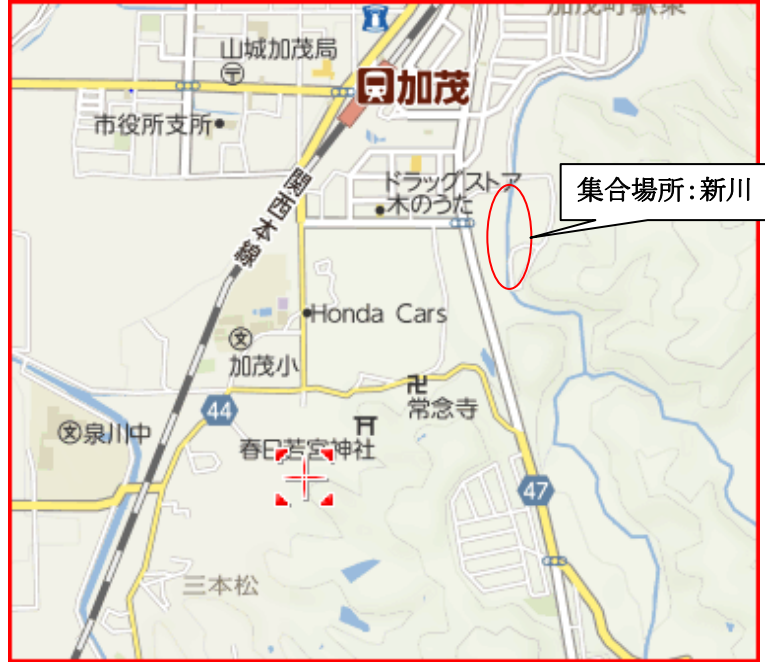 加茂町駅東
山城加茂局
加茂
市役所支所
関西本線
ドラッグストア
木のうた
集合場所：新川
Honda Cars
加茂小
文
44
卍
常念寺
文
泉川中
春日若宮神社
47
三本松